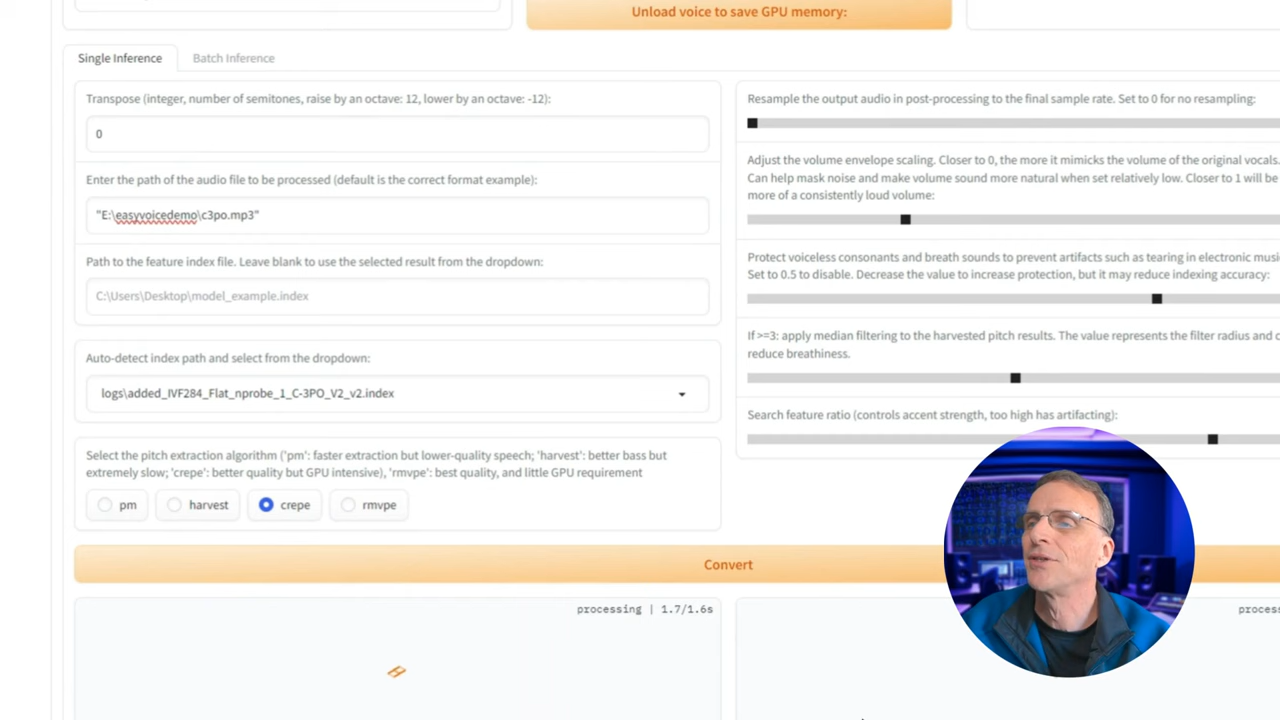 Unload voice to save GPU memory:
Single Inference
Batch Inference
Transpose (integer, number of semitones, raise by an octave: 12, lower by an octave: -12):
0
Enter the path of the audio file to be processed (default is the correct format example):
"E:\easyvoicedemo\c3po.mp3"
Path to the feature index file. Leave blank to use the selected result from the dropdown:
C:\Users\Desktop\model_example.index
Auto-detect index path and select from the dropdown:
logs\added_IVF284_Flat_nprobe_1_C-3PO_V2_v2.index
Select the pitch extraction algorithm ('pm': faster extraction but lower-quality speech; 'harvest': better bass but
extremely slow; 'crepe': better quality but GPU intensive), 'rmvpe': best quality, and little GPU requirement
pm
harvest
crepe
rmvpe
Resample the output audio in post-processing to the final sample rate. Set to 0 for no resampling:
Adjust the volume envelope scaling. Closer to 0, the more it mimicks the volume of the original vocals.
Can help mask noise and make volume sound more natural when set relatively low. Closer to 1 will be
more of a consistently loud volume:
Protect voiceless consonants and breath sounds to prevent artifacts such as tearing in electronic musi
Set to 0.5 to disable. Decrease the value to increase protection, but it may reduce indexing accuracy:
If >=3: apply median filtering to the harvested pitch results. The value represents the filter radius and c
reduce breathiness.
Search feature ratio (controls accent strength, too high has artifacting):
Convert
processing | 1.7/1.6s
process